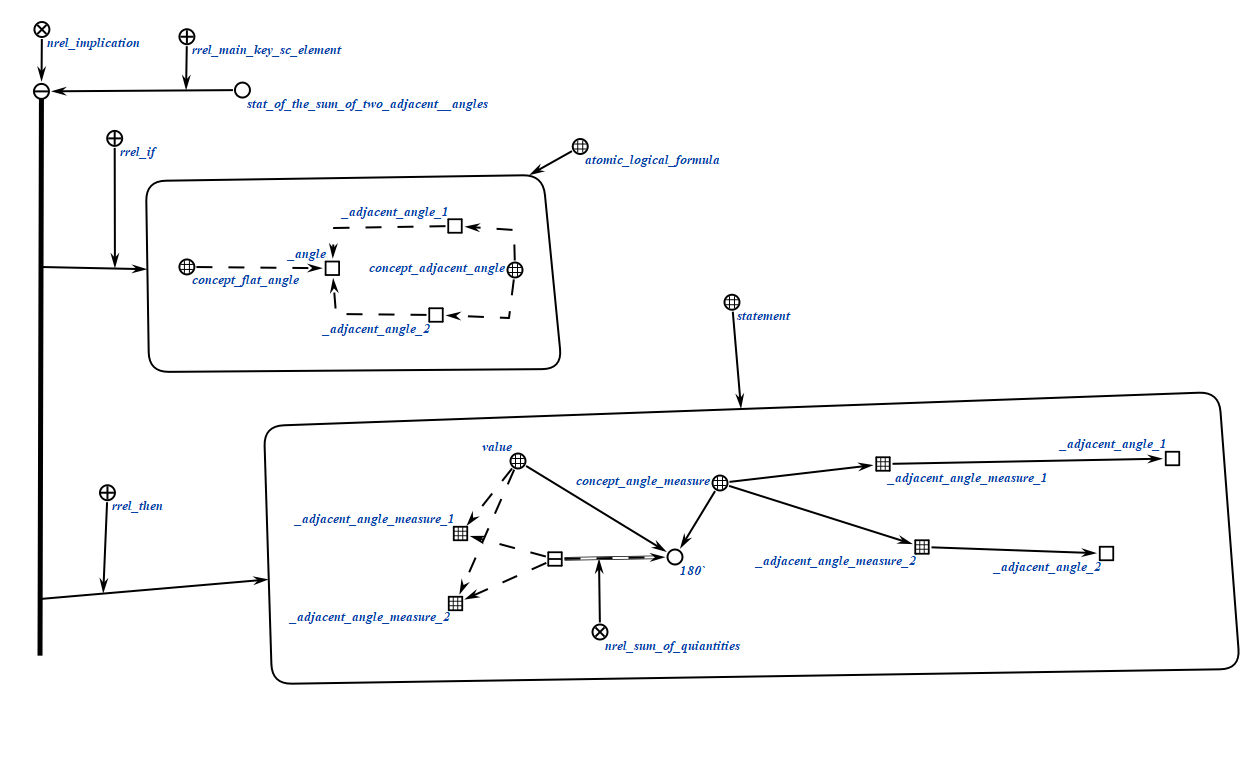 nrel_implication
rrel_main_key_sc_element
stat_of_the_sum_of_two_adjacent__angles
rrel_if
atomic_logical_formula
_adjacent_angle_1
_angle
concept_adjacent_angle
concept_flat_angle
_adjacent_angle_2
statement
value
_adjacent_angle_1
concept_angle_measure
_adjacent_angle_measure_1
rrel_then
_adjacent_angle_measure_1
_adjacent_angle_measure_2
_adjacent_angle_2
180`
_adjacent_angle_measure_2
nrel_sum_of_quiantities